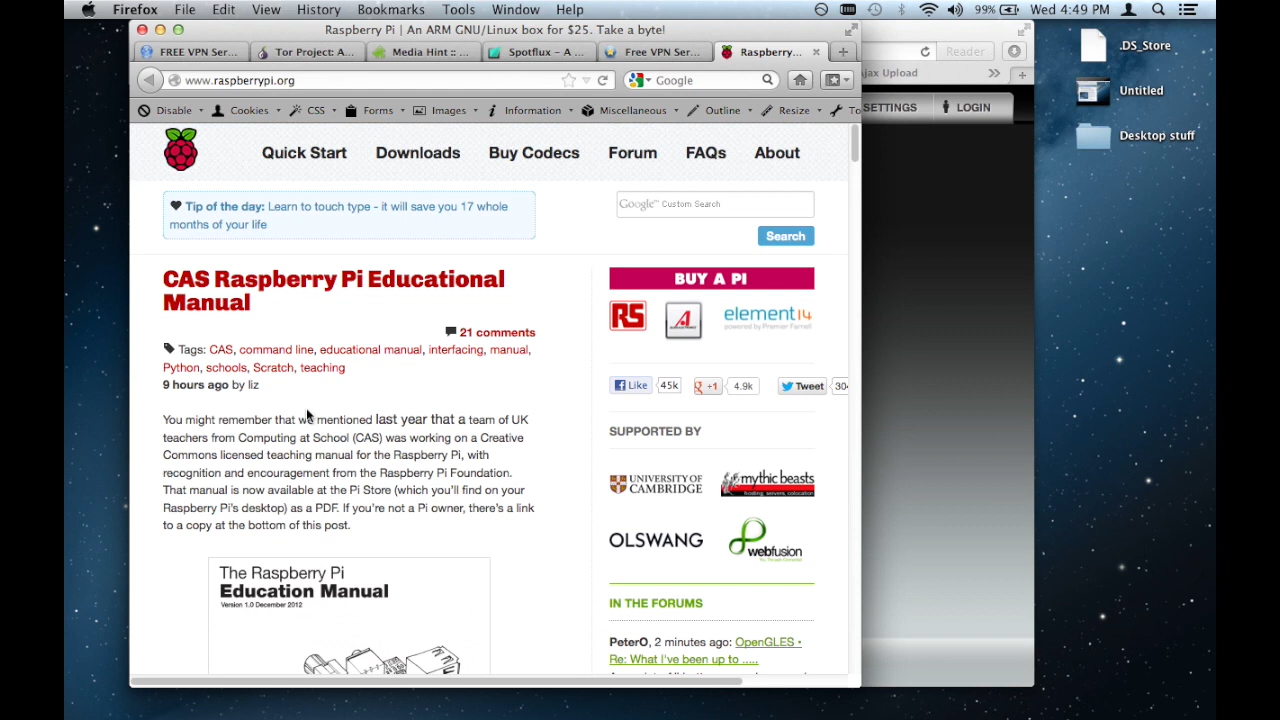 Firefox File Edit View History Bookmarks Tools Window Help 99% Wed 4:49 PM
Raspberry Pi | An ARM GNU/Linux box for $25. Take a byte!
FREE VPN Ser... Tor Project: A... Media Hint :: ... Spotflux – A ... Free VPN Ser... Raspberry...
Reader
www.raspberrypi.org Google
Ajax Upload
Disable Cookies CSS Forms Images Information Miscellaneous Outline Resize To
SETTINGS LOGIN
.DS_Store
Untitled
Desktop stuff
Quick Start Downloads Buy Codecs Forum FAQs About
Tip of the day: Learn to touch type - it will save you 17 whole
months of your life
Google™ Custom Search
Search
CAS Raspberry Pi Educational
Manual
21 comments
Tags: CAS, command line, educational manual, interfacing, manual,
Python, schools, Scratch, teaching
9 hours ago by liz
You might remember that we mentioned last year that a team of UK
teachers from Computing at School (CAS) was working on a Creative
Commons licensed teaching manual for the Raspberry Pi, with
recognition and encouragement from the Raspberry Pi Foundation.
That manual is now available at the Pi Store (which you'll find on your
Raspberry Pi's desktop) as a PDF. If you're not a Pi owner, there's a link
to a copy at the bottom of this post.
The Raspberry Pi
Education Manual
Version 1.0 December 2012
BUY A PI
RS A element14
powered by Premier Farnell
Like 45k +1 4.9k Tweet 304
SUPPORTED BY
UNIVERSITY OF
CAMBRIDGE
mythic beasts
hosting, servers, colocation
OLSWANG
webfusion
IN THE FORUMS
PeterO, 2 minutes ago: OpenGLES •
Re: What I've been up to .....